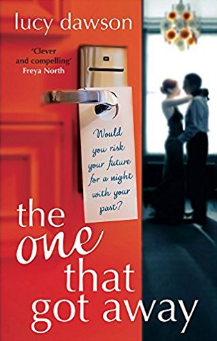 lucy dawson
'Clever
and compelling'
Freya North
Would
you risk
your future
for a night
with your
past?
the
one
that
got away